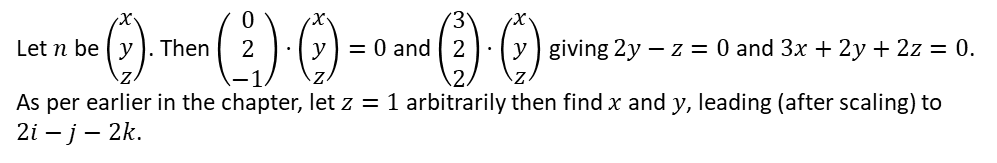 Let n be (x y z). Then (0 2 −1) · (x y z) = 0 and (3 2 2) · (x y z) giving 2y − z = 0 and 3x + 2y + 2z = 0.
As per earlier in the chapter, let z = 1 arbitrarily then find x and y, leading (after scaling) to
2i − j − 2k.